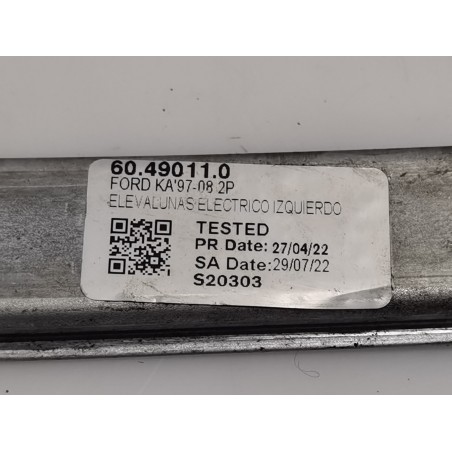 60.49011.0
FORD KA'97-08 2P
ELEVALUNAS ELECTRICO IZQUIERDO
TESTED
PR Date: 27/04/22
SA Date:29/07/22
S20303